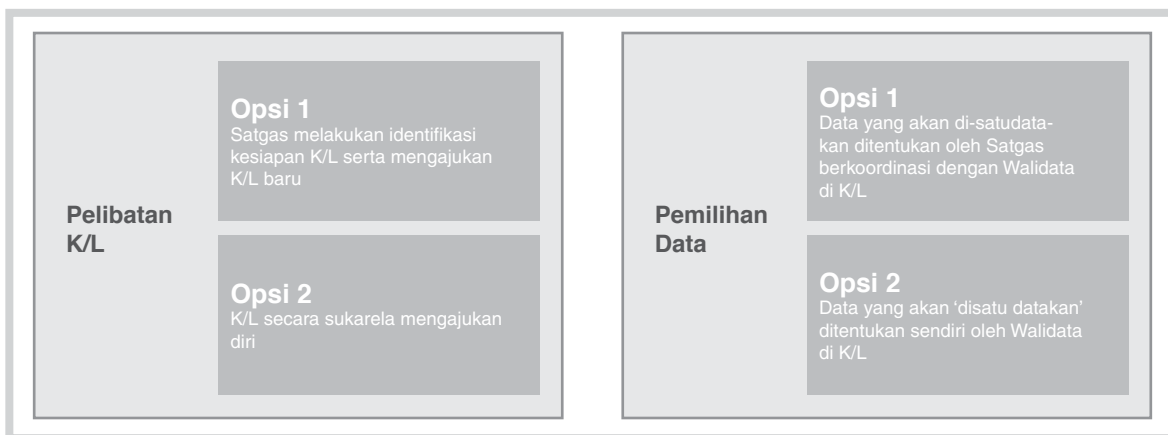 Pelibatan
K/L
Opsi 1
Satgas melakukan identifikasi
kesiapan K/L serta mengajukan
K/L baru
Opsi 2
K/L secara sukarela mengajukan
diri
Pemilihan
Data
Opsi 1
Data yang akan di-satudata-
kan ditentukan oleh Satgas
berkoordinasi dengan Walidata
di K/L
Opsi 2
Data yang akan ‘disatu datakan’
ditentukan sendiri oleh Walidata
di K/L